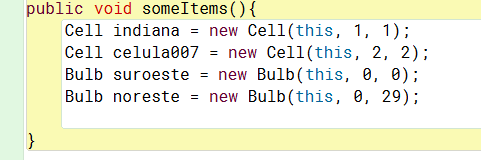 public void someItems(){
Cell indiana = new Cell(this, 1, 1);
Cell celula007 = new Cell(this, 2, 2);
Bulb suroeste = new Bulb(this, 0, 0);
Bulb noreste = new Bulb(this, 0, 29);
}